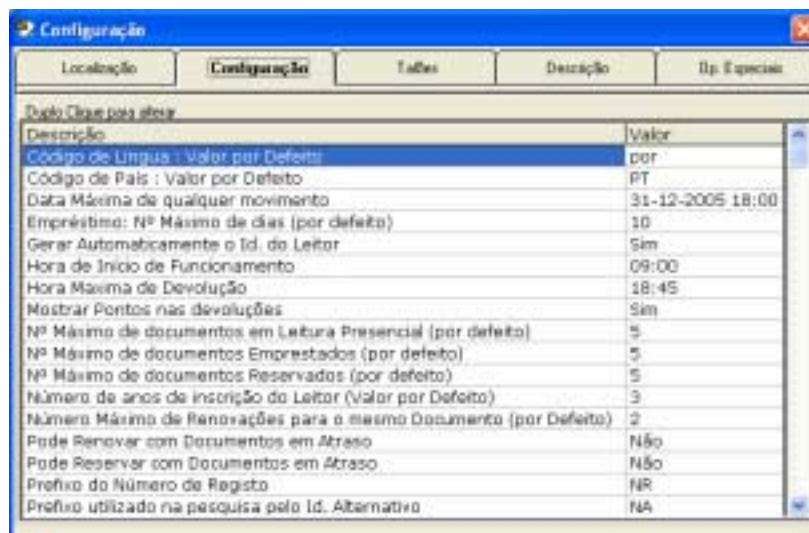 Configuração
Localização Configuração Talões Descrição Op. Especiais
Duplo Clique para alterar
Descrição Valor
Código de Lingua : Valor por Defeito por
Código de País : Valor por Defeito PT
Data Máxima de qualquer movimento 31-12-2005 18:00
Empréstimo: Nº Máximo de dias (por defeito) 10
Gerar Automaticamente o Id. do Leitor Sim
Hora de Início de Funcionamento 09:00
Hora Maxima de Devolução 18:45
Mostrar Pontos nas devoluções Sim
Nº Máximo de documentos em Leitura Presencial (por defeito) 5
Nº Máximo de documentos Emprestados (por defeito) 5
Nº Máximo de documentos Reservados (por defeito) 5
Número de anos de inscrição do Leitor (Valor por Defeito) 3
Número Máximo de Renovações para o mesmo Documento (por Defeito) 2
Pode Renovar com Documentos em Atraso Não
Pode Reservar com Documentos em Atraso Não
Prefixo do Número de Registo NR
Prefixo utilizado na pesquisa pelo Id. Alternativo NA